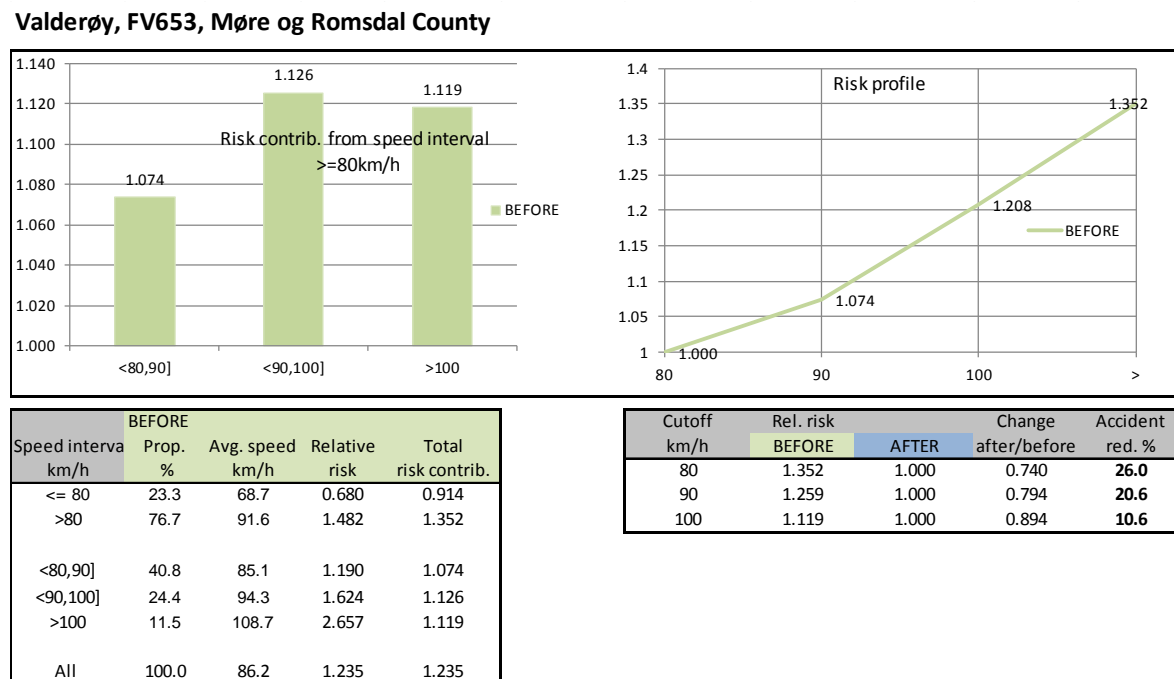 Valderøy, FV653, Møre og Romsdal County
1.140
1.120
1.100
1.080
1.060
1.040
1.020
1.000
1.074
1.126
1.119
Risk contrib. from speed interval
>=80km/h
BEFORE
<80,90]
<90,100]
>100
Risk profile
1.4
1.35
1.3
1.25
1.2
1.15
1.1
1.05
1
1.000
1.074
1.208
1.352
BEFORE
80
90
100
>
BEFORE
Speed interva Prop. Avg. speed Relative Total
km/h % km/h risk risk contrib.
<= 80 23.3 68.7 0.680 0.914
>80 76.7 91.6 1.482 1.352
<80,90] 40.8 85.1 1.190 1.074
<90,100] 24.4 94.3 1.624 1.126
>100 11.5 108.7 2.657 1.119
All 100.0 86.2 1.235 1.235
Cutoff Rel. risk Change Accident
km/h BEFORE AFTER after/before red. %
80 1.352 1.000 0.740 26.0
90 1.259 1.000 0.794 20.6
100 1.119 1.000 0.894 10.6